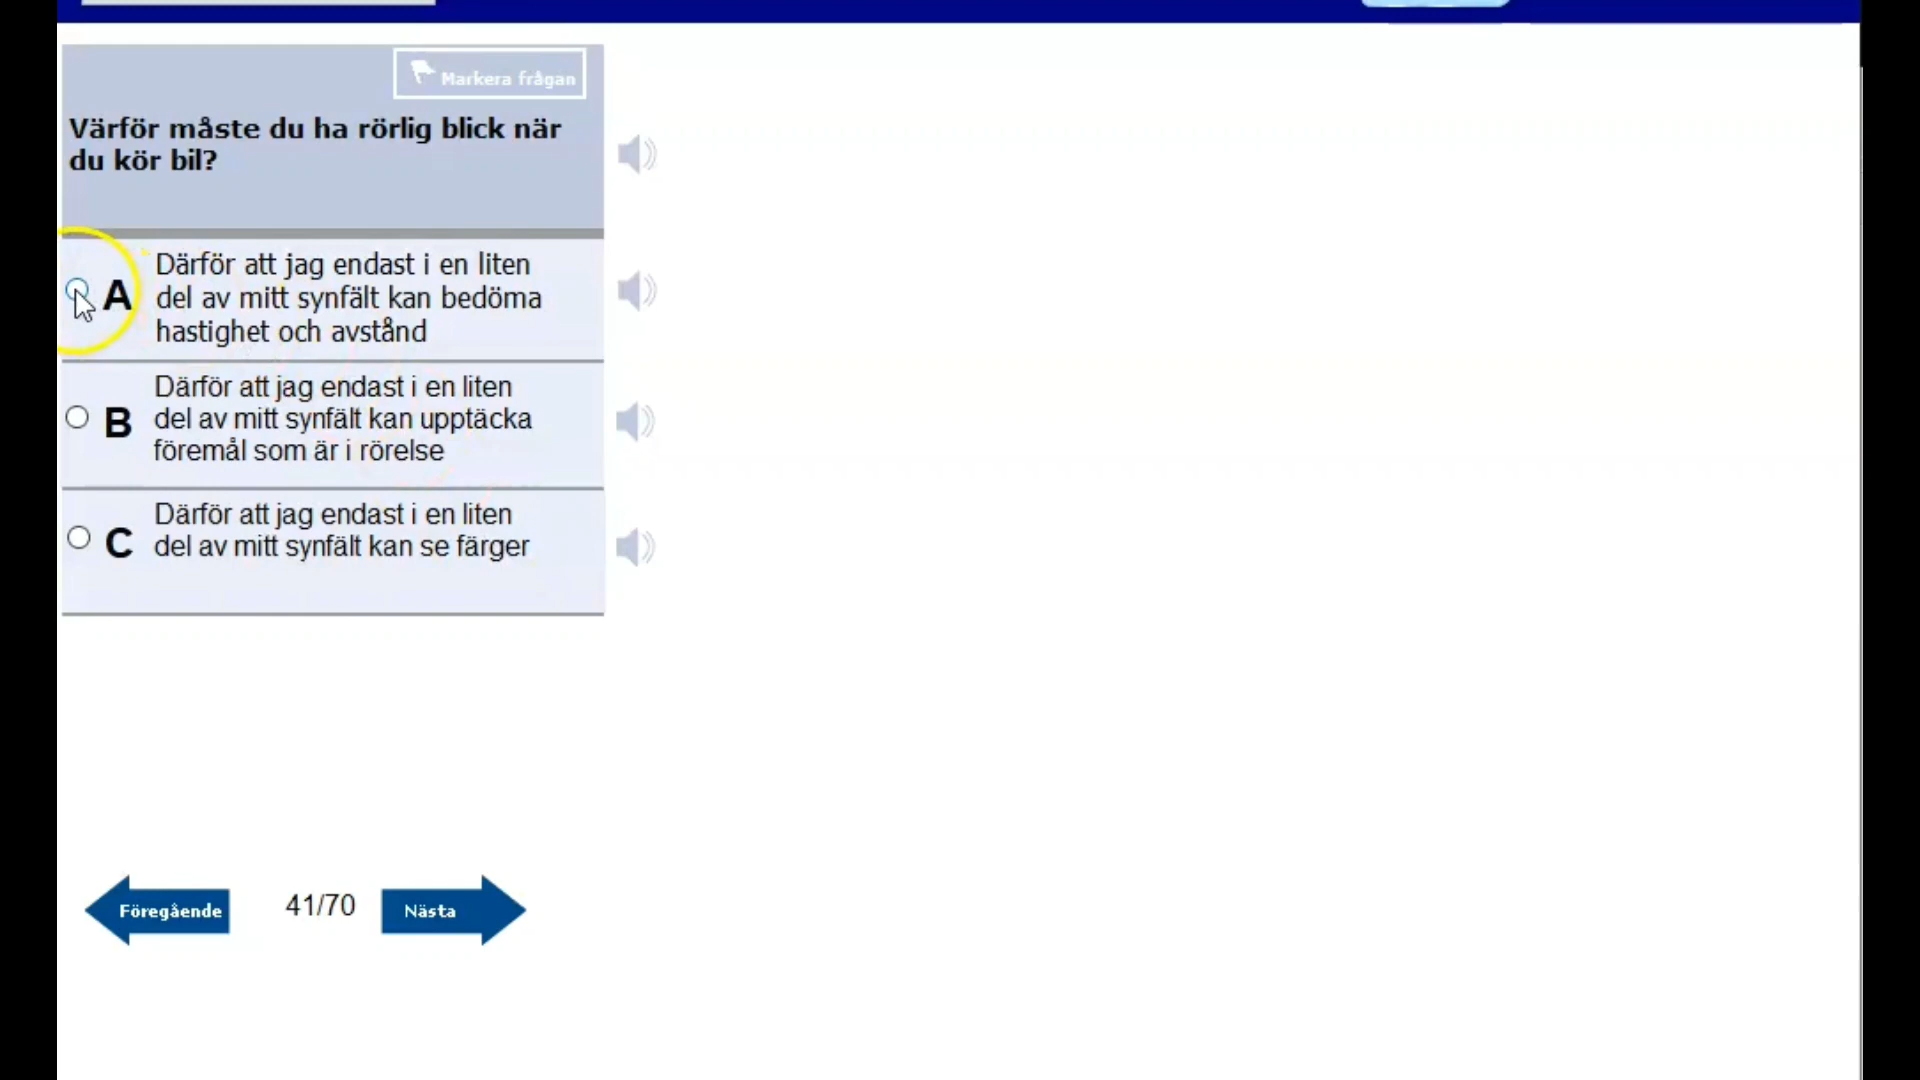 Markera frågan
Värför måste du ha rörlig blick när
du kör bil?
A
Därför att jag endast i en liten
del av mitt synfält kan bedöma
hastighet och avstånd
B
Därför att jag endast i en liten
del av mitt synfält kan upptäcka
föremål som är i rörelse
C
Därför att jag endast i en liten
del av mitt synfält kan se färger
Föregående
41/70
Nästa